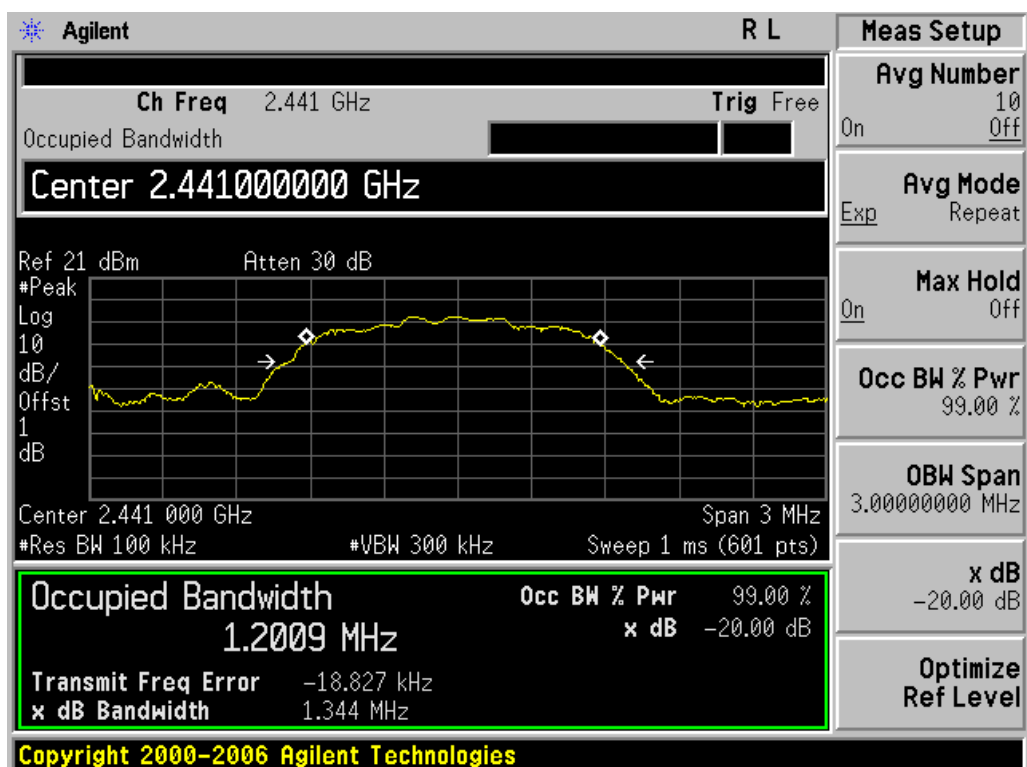 Agilent R L
Ch Freq 2.441 GHz Trig Free
Occupied Bandwidth
Center 2.441000000 GHz
Ref 21 dBm Atten 30 dB
#Peak
Log
10
dB/
Offst
1
dB
Center 2.441 000 GHz Span 3 MHz
#Res BW 100 kHz #VBW 300 kHz Sweep 1 ms (601 pts)
Occupied Bandwidth Occ BW % Pwr 99.00 %
1.2009 MHz x dB -20.00 dB
Transmit Freq Error -18.827 kHz
x dB Bandwidth 1.344 MHz
Copyright 2000-2006 Agilent Technologies
Meas Setup
Avg Number
10
On Off
Avg Mode
Exp Repeat
Max Hold
On Off
Occ BW % Pwr
99.00 %
OBW Span
3.00000000 MHz
x dB
-20.00 dB
Optimize
Ref Level